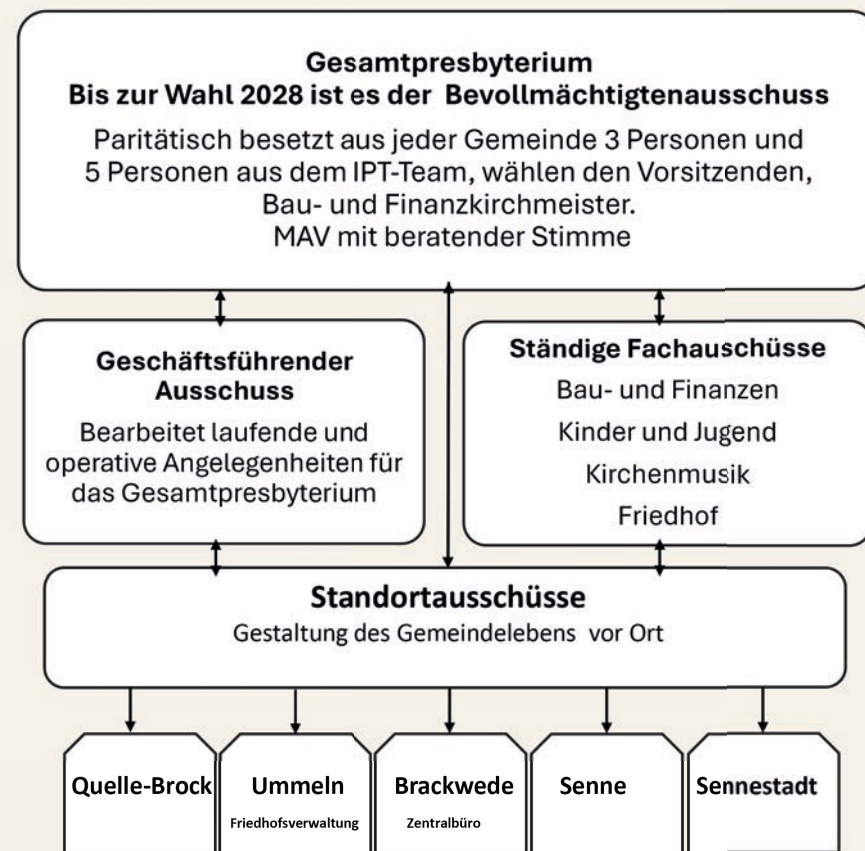 Gesamtpresbyterium
Bis zur Wahl 2028 ist es der Bevollmächtigtenausschuss
Paritätisch besetzt aus jeder Gemeinde 3 Personen und
5 Personen aus dem IPT-Team, wählen den Vorsitzenden,
Bau- und Finanzkirchmeister.
MAV mit beratender Stimme
Geschäftsführender
Ausschuss
Bearbeitet laufende und
operative Angelegenheiten für
das Gesamtpresbyterium
Ständige Fachauschüsse
Bau- und Finanzen
Kinder und Jugend
Kirchenmusik
Friedhof
Standortausschüsse
Gestaltung des Gemeindelebens vor Ort
Quelle-Brock
Ummeln
Friedhofsverwaltung
Brackwede
Zentralbüro
Senne
Sennestadt